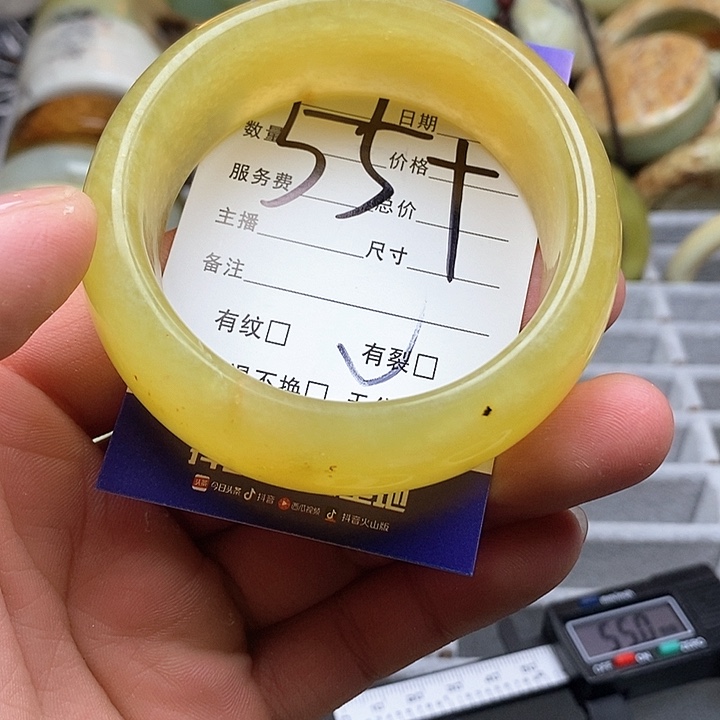 55+
日期
数量
价格
服务费
总价
主播
尺寸
备注
有纹□
有裂□
不换□
今日头条 抖音 西瓜视频 抖音火山版
55.0